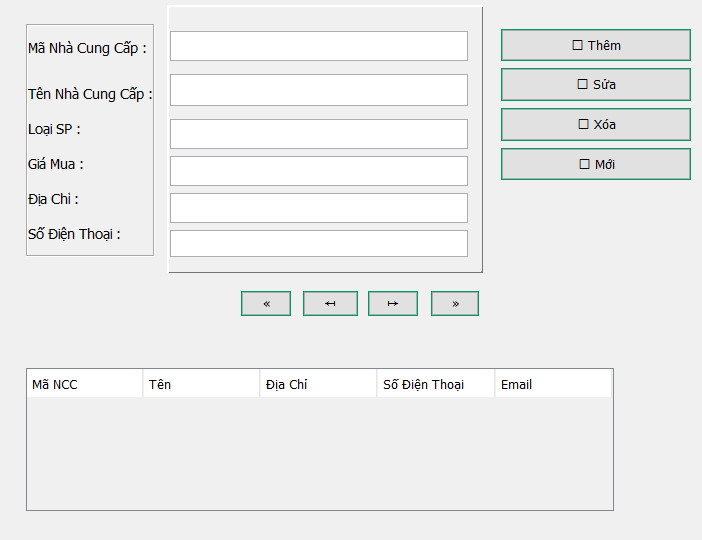 Mã Nhà Cung Cấp :
Tên Nhà Cung Cấp :
Loại SP :
Giá Mua :
Địa Chỉ :
Số Điện Thoại :
☐ Thêm
☐ Sửa
☐ Xóa
☐ Mới
« ↤ ↦ »
Mã NCC Tên Địa Chỉ Số Điện Thoại Email